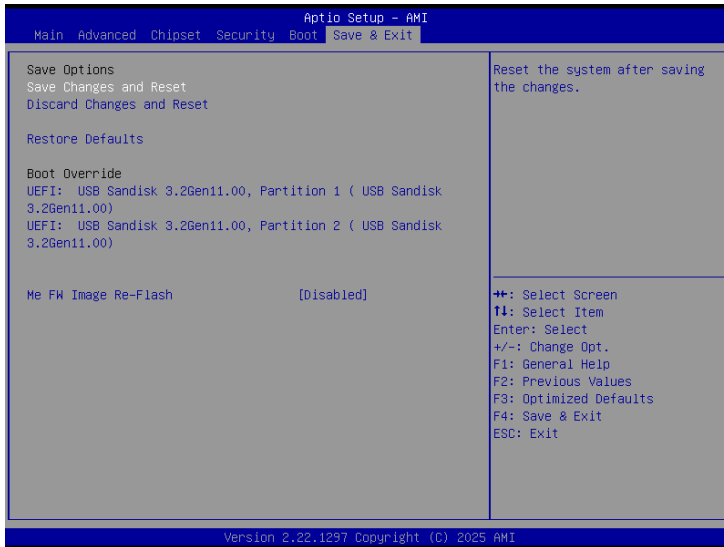 Aptio Setup – AMI
Main Advanced Chipset Security Boot Save & Exit
Save Options
Save Changes and Reset
Discard Changes and Reset
Restore Defaults
Boot Override
UEFI: USB Sandisk 3.2Gen11.00, Partition 1 ( USB Sandisk
3.2Gen11.00)
UEFI: USB Sandisk 3.2Gen11.00, Partition 2 ( USB Sandisk
3.2Gen11.00)
Me FW Image Re-Flash [Disabled]
Reset the system after saving
the changes.
→←: Select Screen
↑↓: Select Item
Enter: Select
+/-: Change Opt.
F1: General Help
F2: Previous Values
F3: Optimized Defaults
F4: Save & Exit
ESC: Exit
Version 2.22.1297 Copyright (C) 2025 AMI